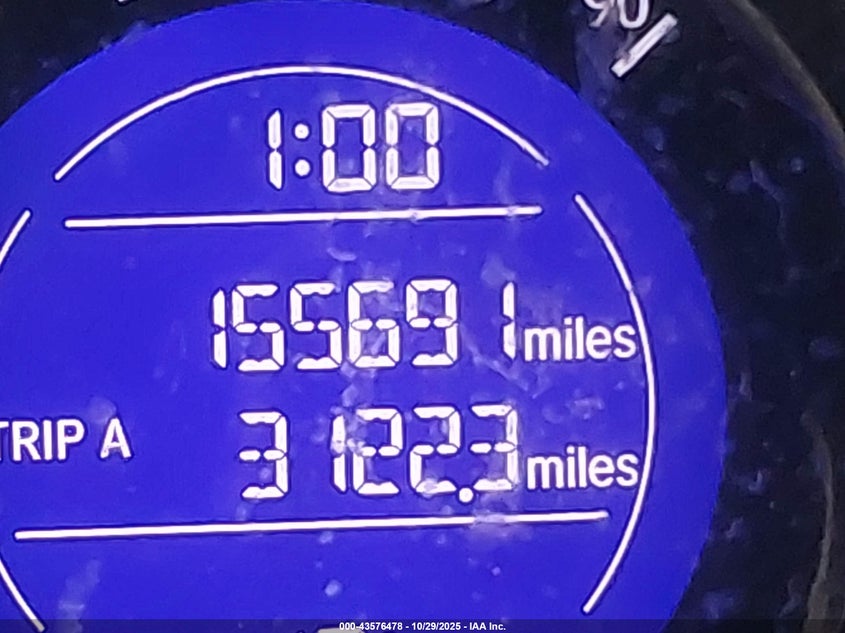 90
1:00
155691 miles
TRIP A 3122.3 miles
000-43576478 - 10/29/2025 - IAA Inc.